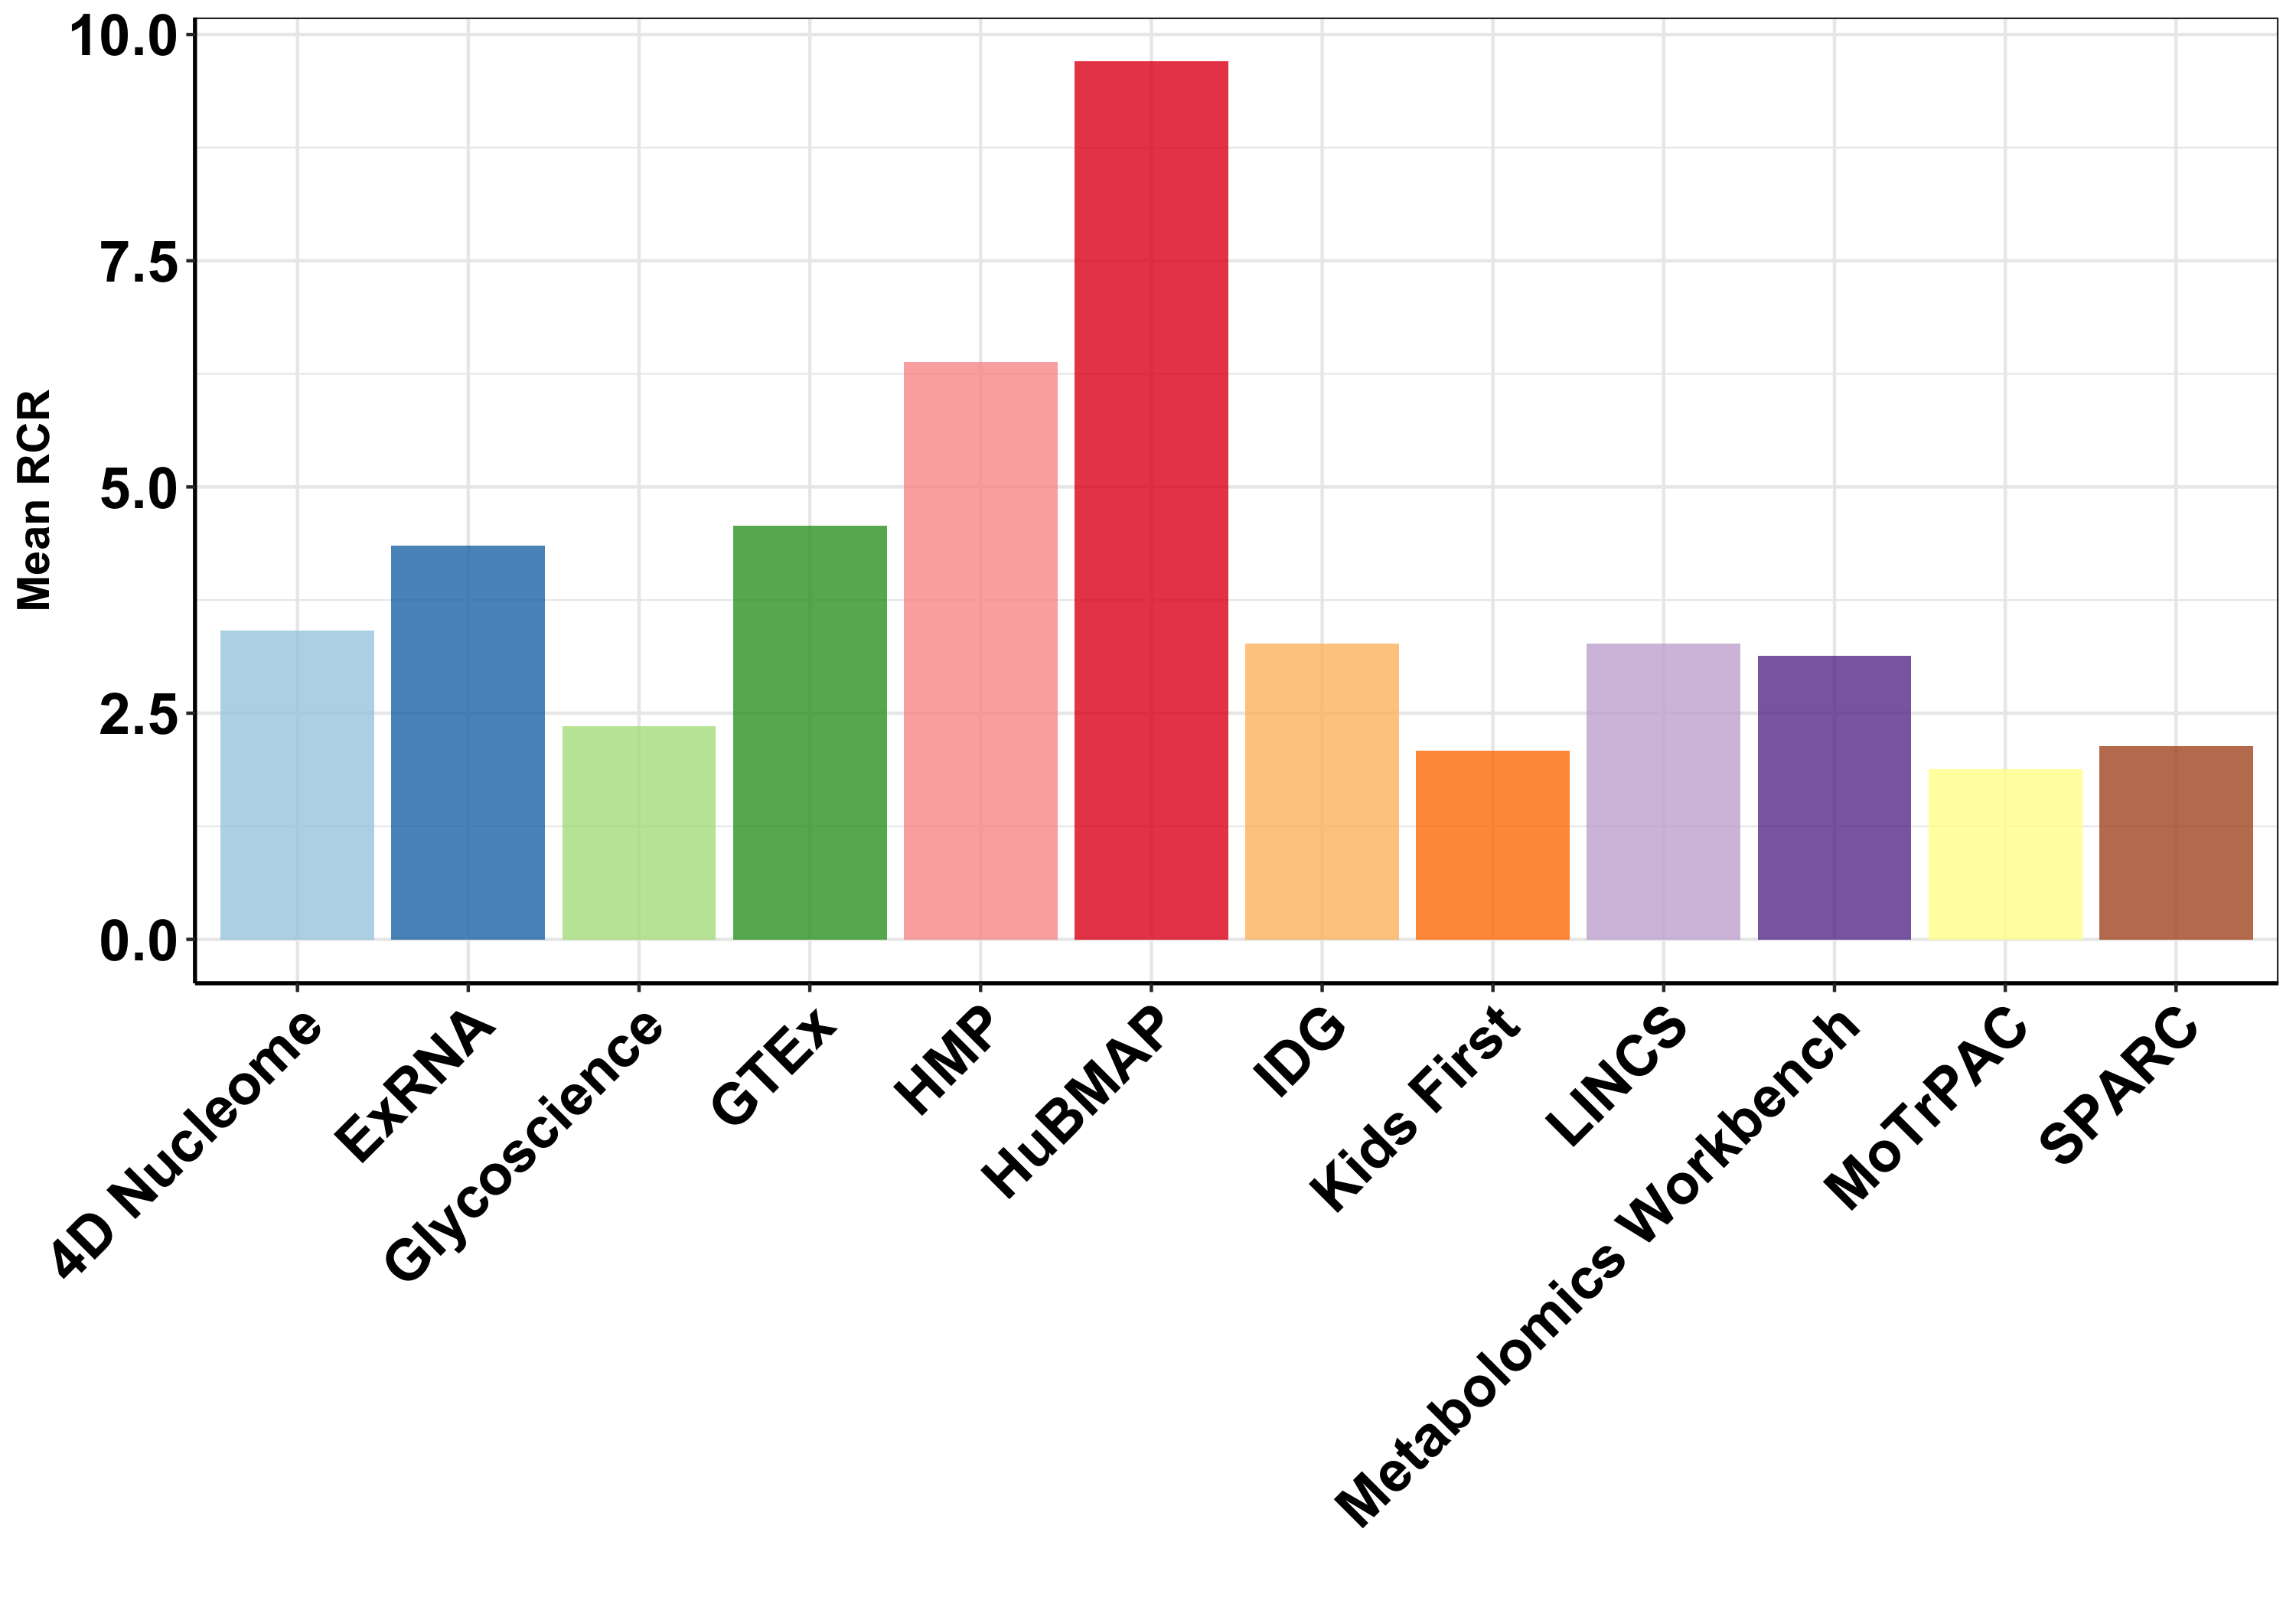 10.0
7.5
5.0
2.5
0.0
Mean RCR
4D Nucleome
ExRNA
Glycoscience
GTEx
HMP
HuBMAP
IDG
Kids First
LINCS
Metabolomics Workbench
MoTrPAC
SPARC